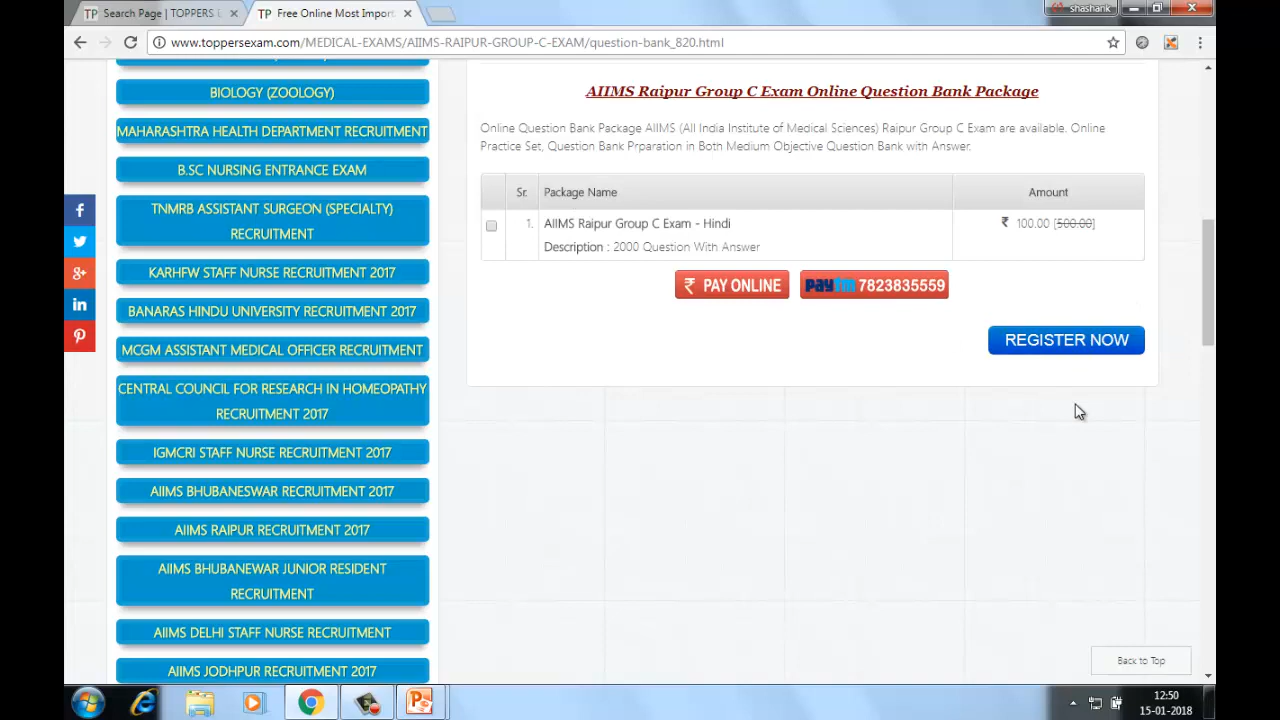 TP Search Page | TOPPERS E
TP Free Online Most Impor
shashank
www.toppersexam.com/MEDICAL-EXAMS/AIIMS-RAIPUR-GROUP-C-EXAM/question-bank_820.html
BIOLOGY (ZOOLOGY)
MAHARASHTRA HEALTH DEPARTMENT RECRUITMENT
B.SC NURSING ENTRANCE EXAM
TNMRB ASSISTANT SURGEON (SPECIALTY)
RECRUITMENT
KARHFW STAFF NURSE RECRUITMENT 2017
BANARAS HINDU UNIVERSITY RECRUITMENT 2017
MCGM ASSISTANT MEDICAL OFFICER RECRUITMENT
CENTRAL COUNCIL FOR RESEARCH IN HOMEOPATHY
RECRUITMENT 2017
IGMCRI STAFF NURSE RECRUITMENT 2017
AIIMS BHUBANESWAR RECRUITMENT 2017
AIIMS RAIPUR RECRUITMENT 2017
AIIMS BHUBANEWAR JUNIOR RESIDENT
RECRUITMENT
AIIMS DELHI STAFF NURSE RECRUITMENT
AIIMS JODHPUR RECRUITMENT 2017
AIIMS Raipur Group C Exam Online Question Bank Package
Online Question Bank Package AIIMS (All India Institute of Medical Sciences) Raipur Group C Exam are available. Online
Practice Set, Question Bank Prparation in Both Medium Objective Question Bank with Answer.
Sr. Package Name Amount
1. AIIMS Raipur Group C Exam - Hindi ₹ 100.00 [500.00]
Description : 2000 Question With Answer
₹ PAY ONLINE
paytm 7823835559
REGISTER NOW
Back to Top
12:50
15-01-2018